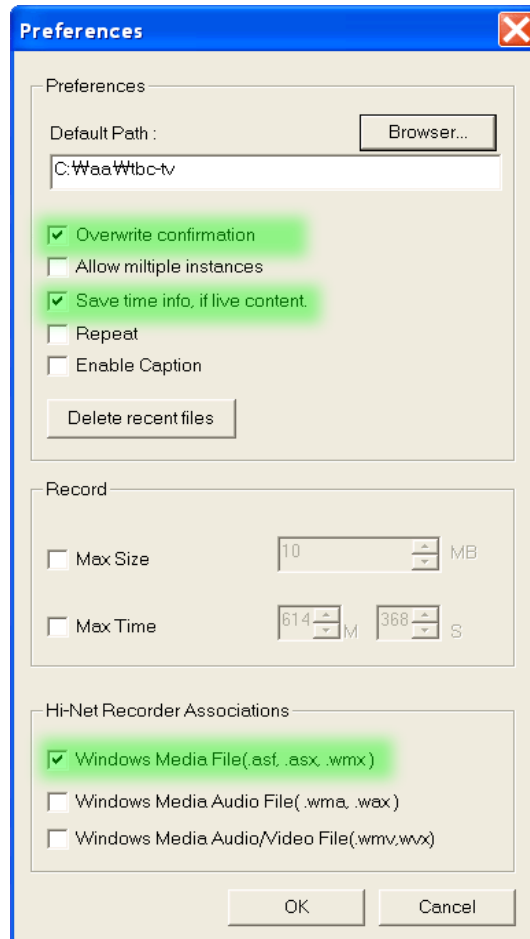 Preferences
Preferences
Default Path :
Browser...
C:₩aa₩tbc-tv
Overwrite confirmation
Allow miltiple instances
Save time info, if live content.
Repeat
Enable Caption
Delete recent files
Record
Max Size
10
MB
Max Time
614
M
368
S
Hi-Net Recorder Associations
Windows Media File(.asf, .asx, .wmx )
Windows Media Audio File( .wma, .wax )
Windows Media Audio/Video File(.wmv,wvx)
OK
Cancel